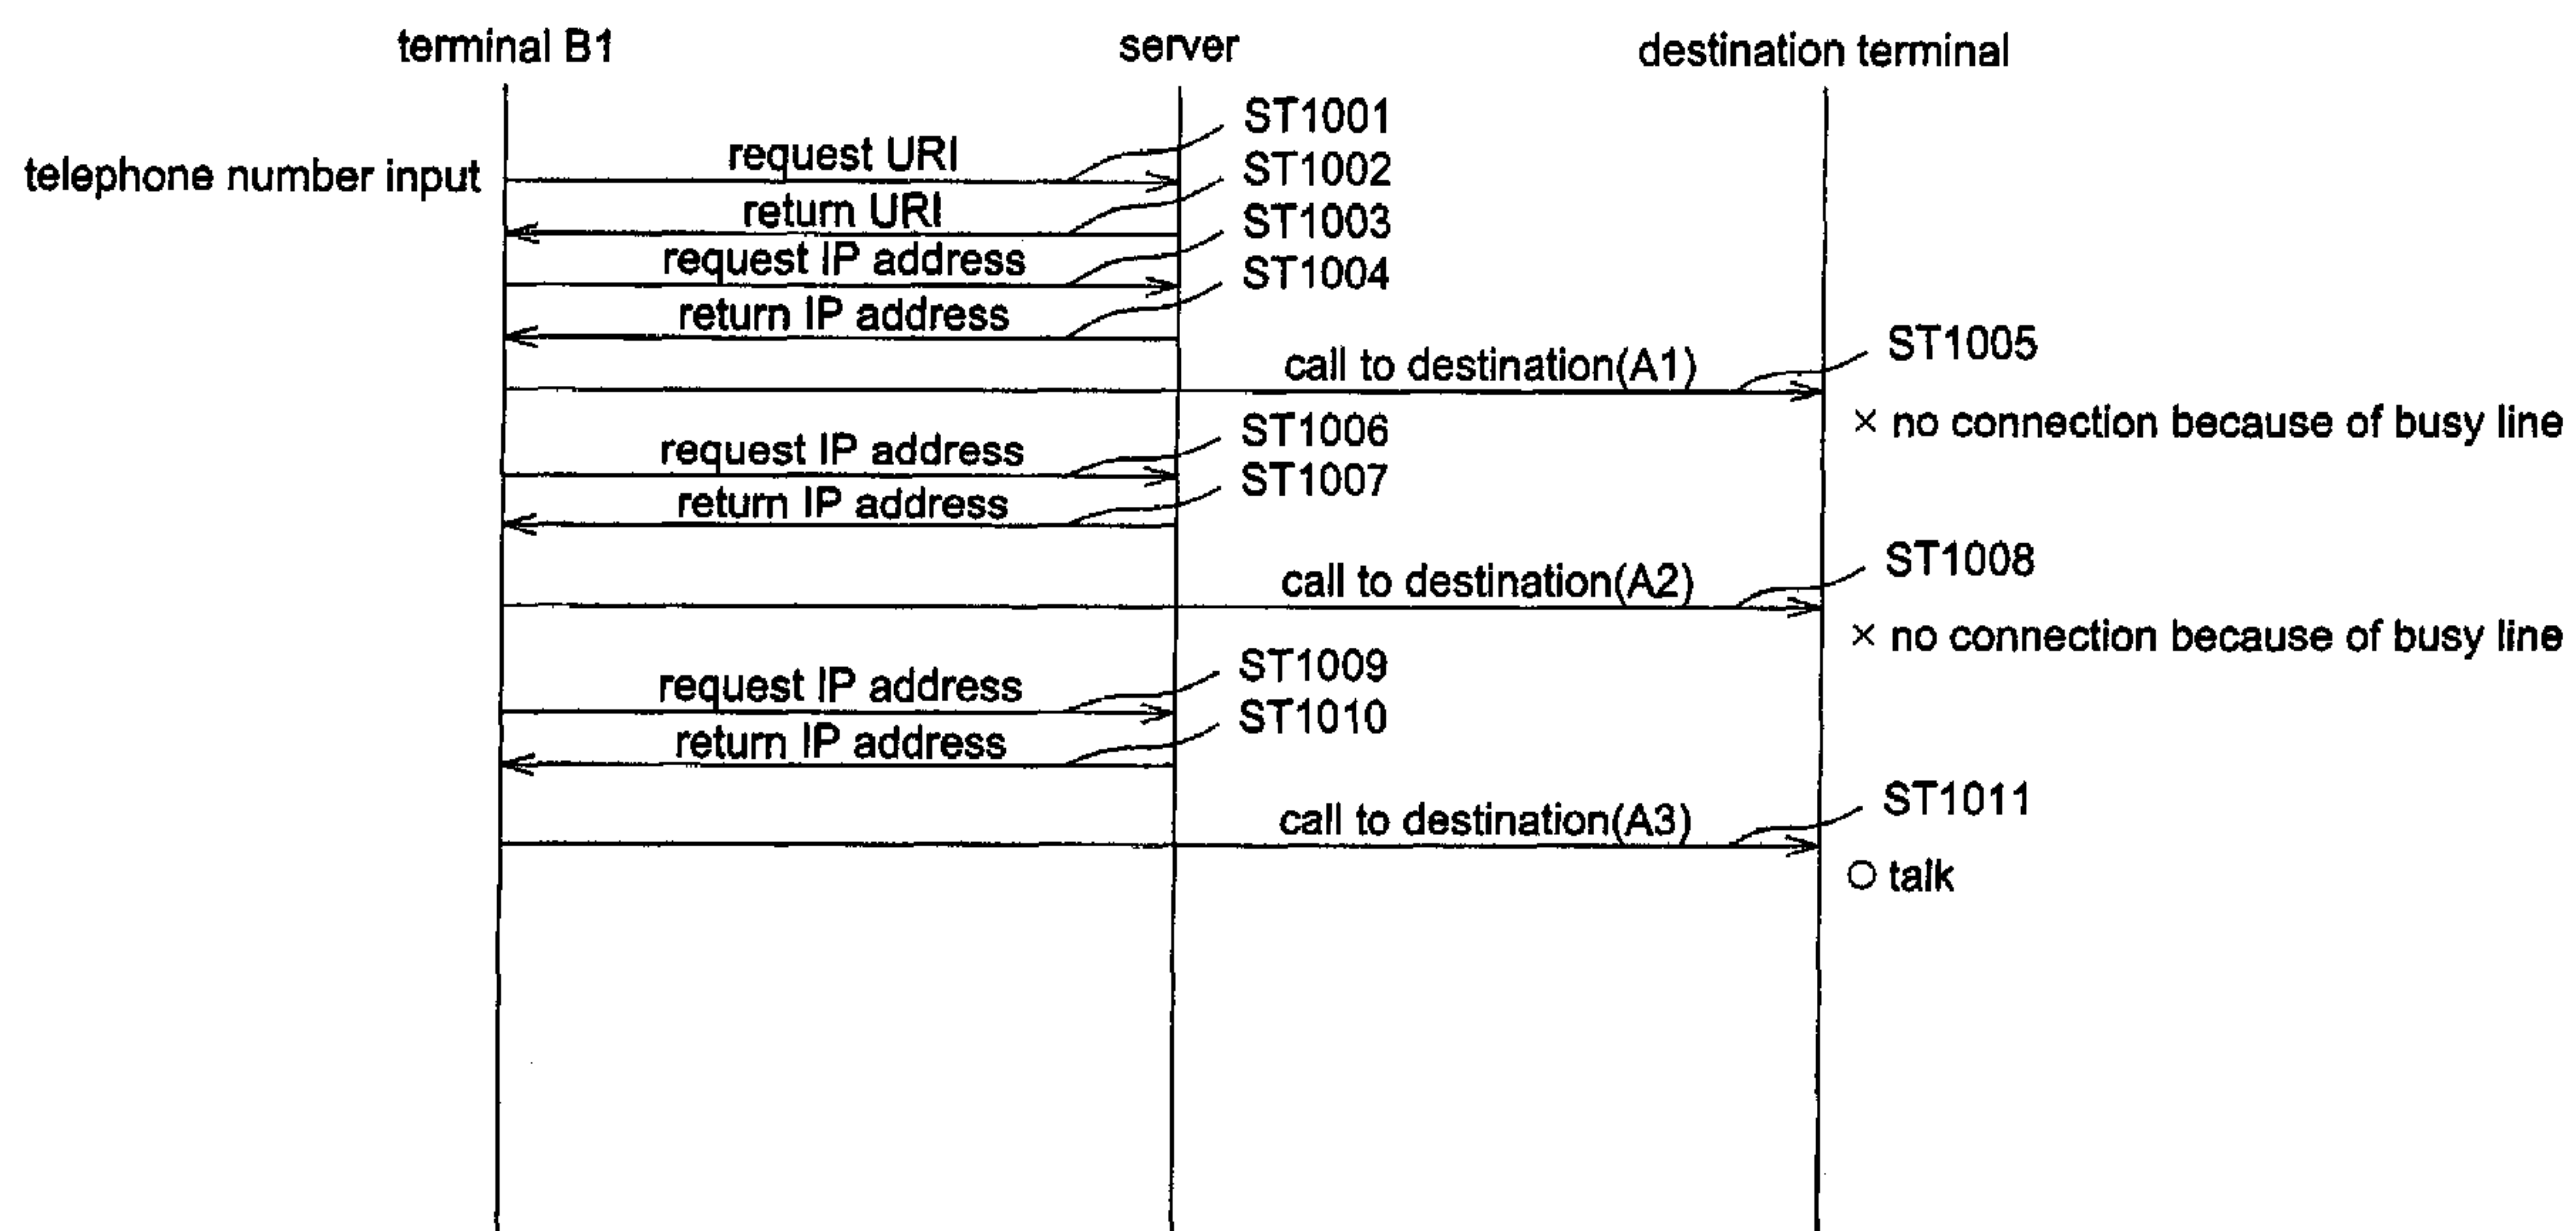 terminal B1
server
destination terminal
telephone number input
request URI
ST1001
return URI
ST1002
request IP address
ST1003
return IP address
ST1004
call to destination(A1)
ST1005
× no connection because of busy line
request IP address
ST1006
return IP address
ST1007
call to destination(A2)
ST1008
× no connection because of busy line
request IP address
ST1009
return IP address
ST1010
call to destination(A3)
ST1011
○ talk